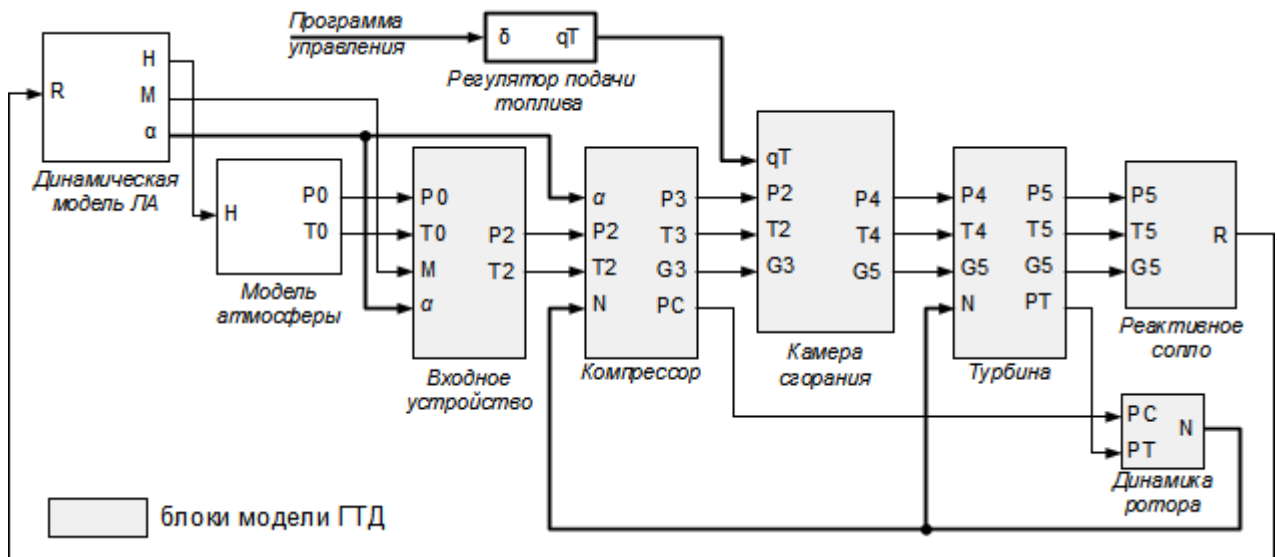 Программа
управления
δ qT
Регулятор подачи
топлива
R
H
M
α
Динамическая
модель ЛА
H
P0
T0
Модель
атмосферы
P0
T0
M
α
P2
T2
Входное
устройство
α
P2
T2
N
P3
T3
G3
PC
Компрессор
qT
P2
T2
G3
P4
T4
G5
Камера
сгорания
P4
T4
G5
N
P5
T5
G5
PT
Турбина
P5
T5
G5
R
Реактивное
сопло
PC
PT
N
Динамика
ротора
блоки модели ГТД